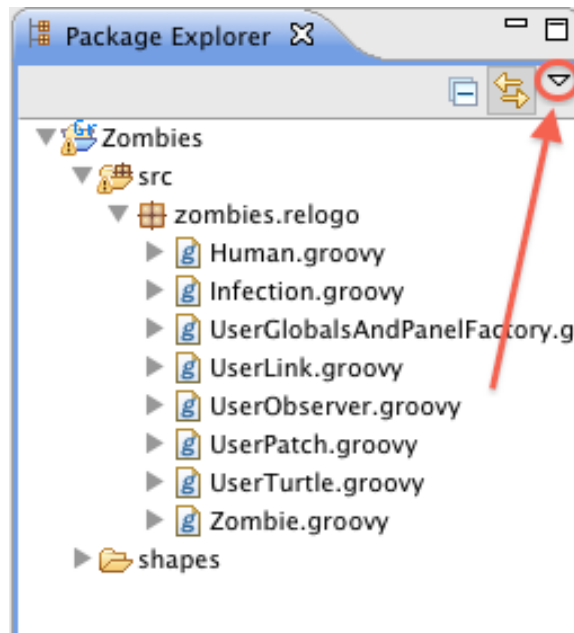 Package Explorer
Zombies
src
zombies.relogo
Human.groovy
Infection.groovy
UserGlobalsAndPanelFactory.g
UserLink.groovy
UserObserver.groovy
UserPatch.groovy
UserTurtle.groovy
Zombie.groovy
shapes